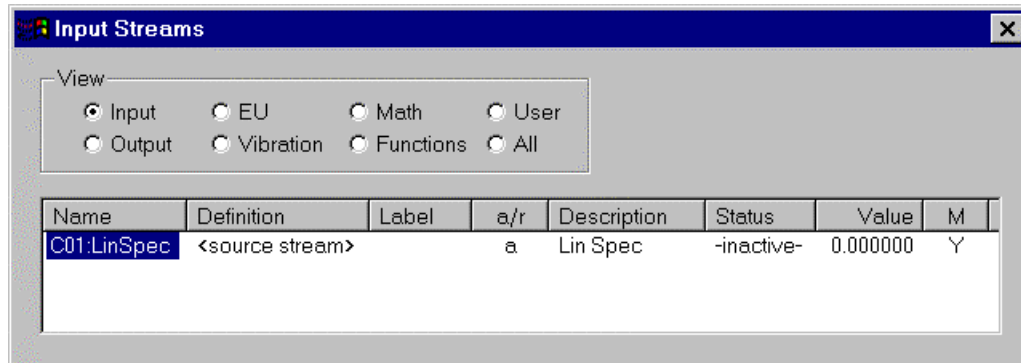 Input Streams
View
Input EU Math User
Output Vibration Functions All
Name Definition Label a/r Description Status Value M
C01:LinSpec <source stream> a Lin Spec -inactive- 0.000000 Y